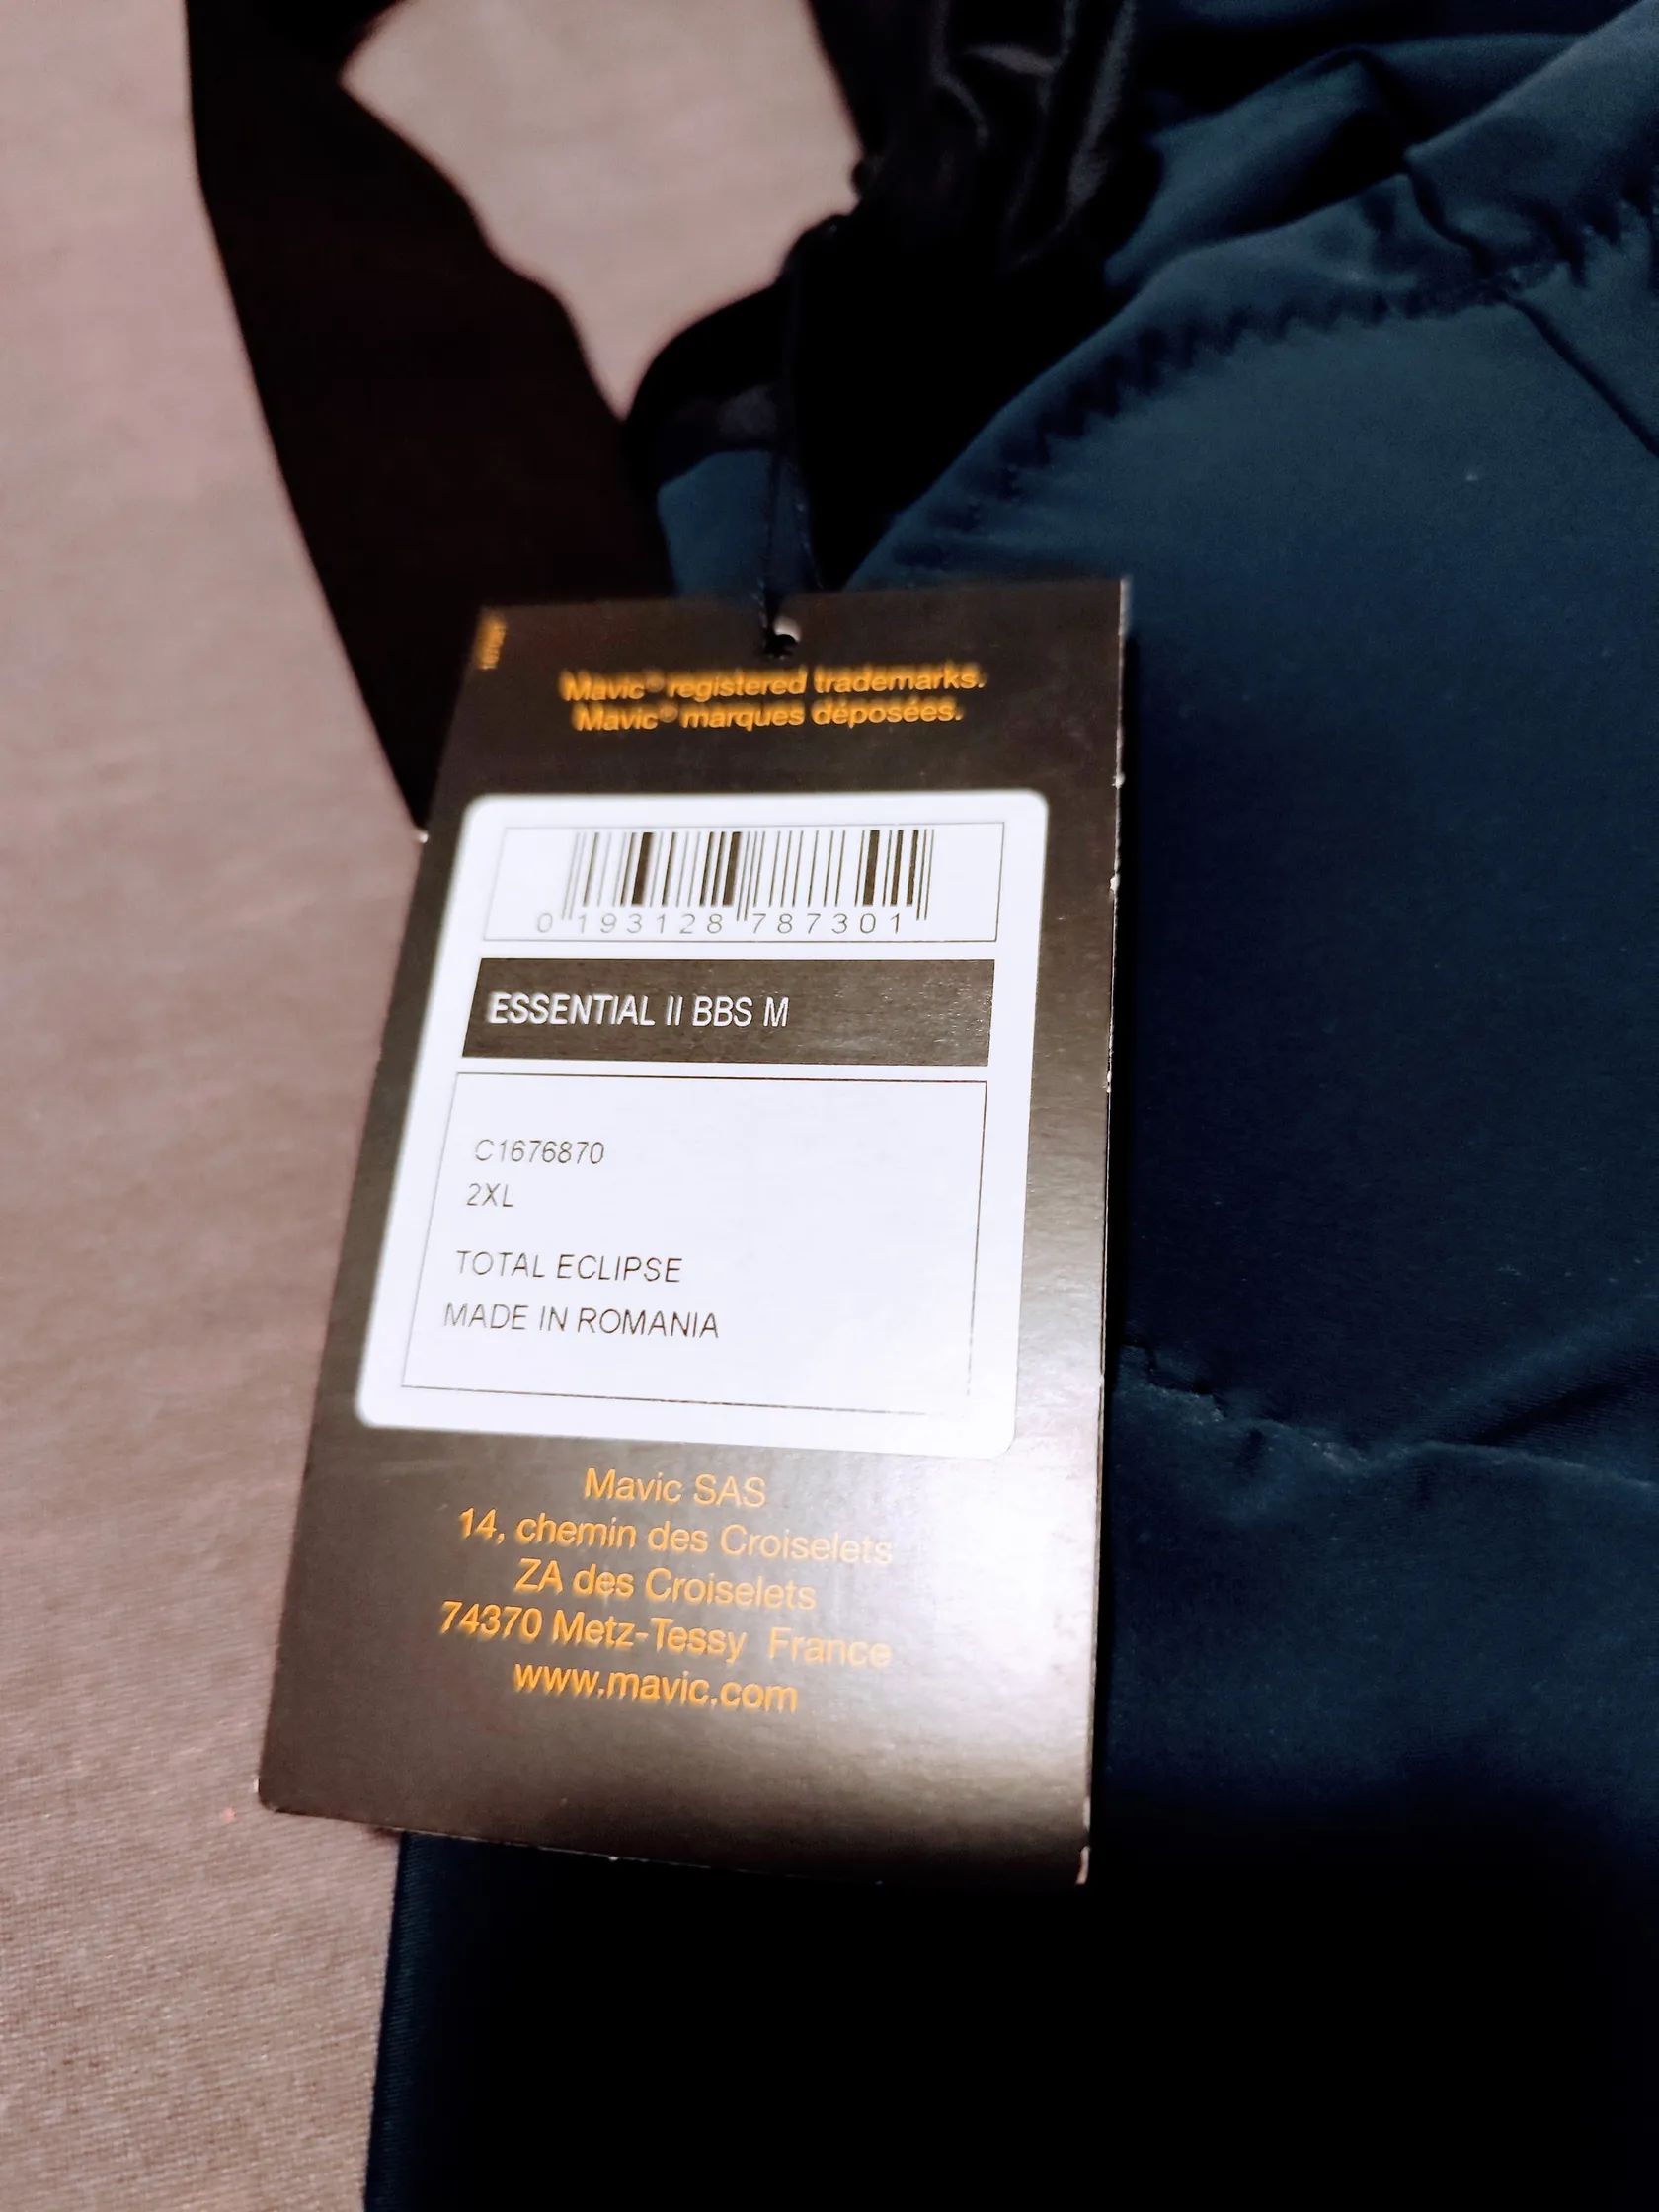 Mavic® registered trademarks.
Mavic® marques déposées.
0 193128 787301
ESSENTIAL II BBS M
C1676870
2XL
TOTAL ECLIPSE
MADE IN ROMANIA
Mavic SAS
14, chemin des Croiselets
ZA des Croiselets
74370 Metz-Tessy France
www.mavic.com